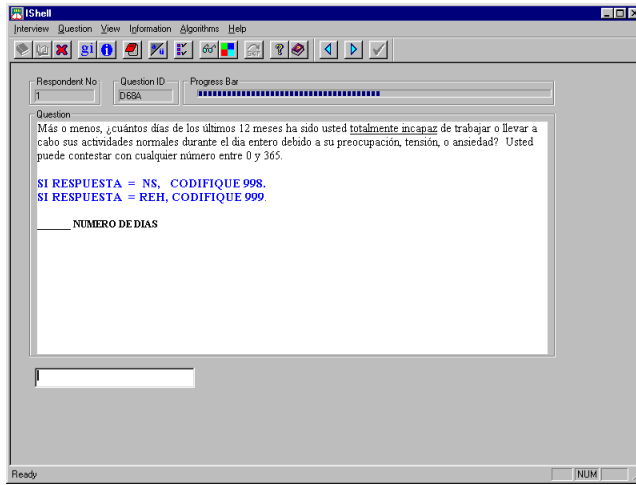 IShell
Interview Question View Information Algorithms Help
gi
Respondent No
Question ID
Progress Bar
1
D68A
Question
Más o menos, ¿cuántos días de los últimos 12 meses ha sido usted totalmente incapaz de trabajar o llevar a
cabo sus actividades normales durante el dia entero debido a su preocupación, tensión, o ansiedad? Usted
puede contestar con cualquier número entre 0 y 365.
SI RESPUESTA = NS, CODIFIQUE 998.
SI RESPUESTA = REH, CODIFIQUE 999.
______ NUMERO DE DIAS
Ready
NUM